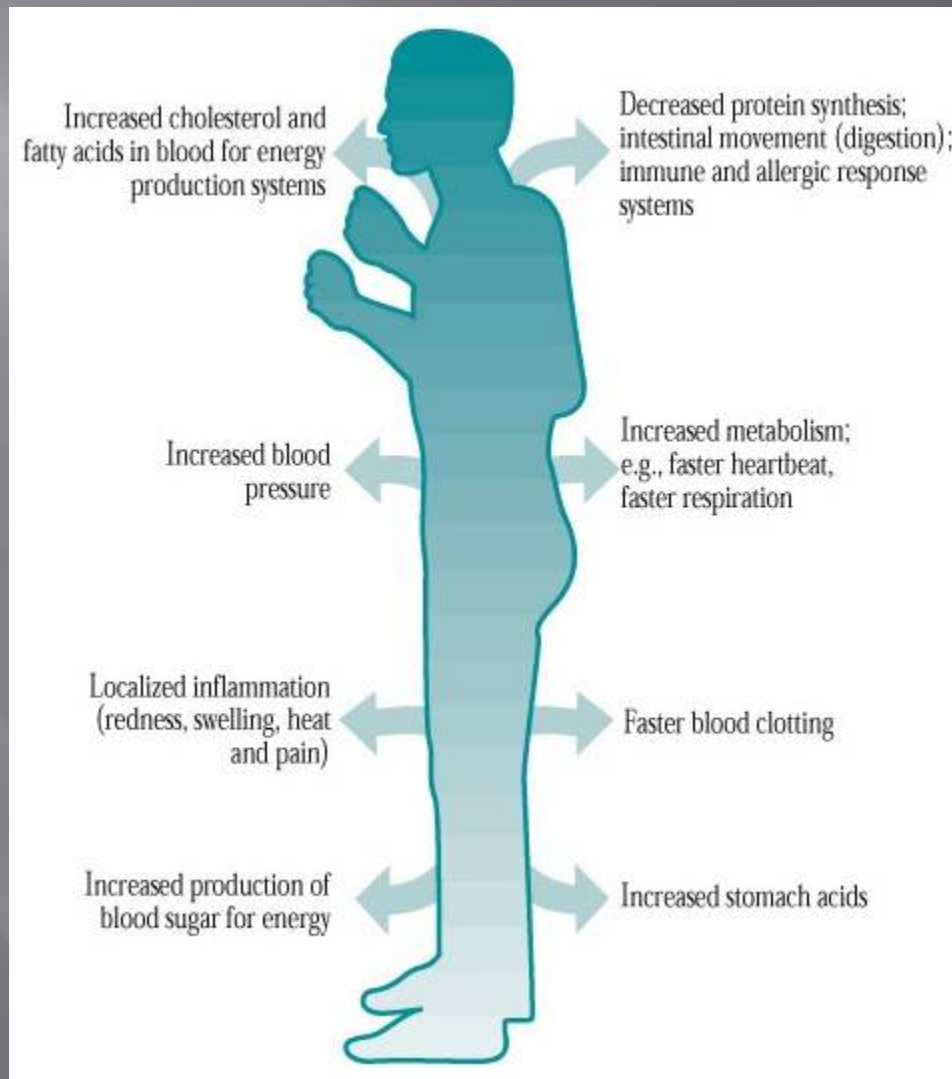 Increased cholesterol and
fatty acids in blood for energy
production systems
Decreased protein synthesis;
intestinal movement (digestion);
immune and allergic response
systems
Increased blood
pressure
Increased metabolism;
e.g., faster heartbeat,
faster respiration
Localized inflammation
(redness, swelling, heat
and pain)
Faster blood clotting
Increased production of
blood sugar for energy
Increased stomach acids